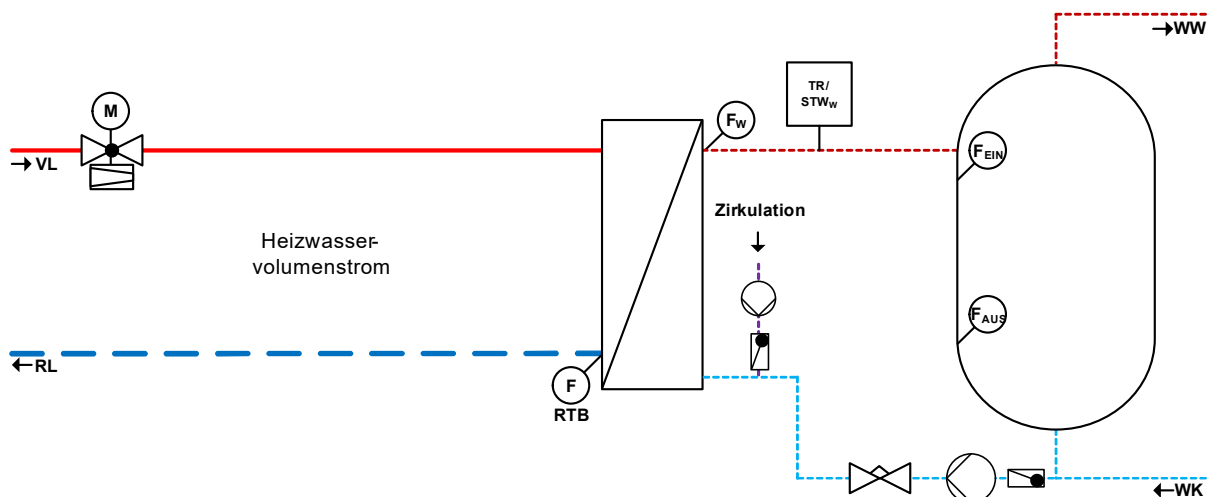 →WW
M
TR/
STWW
FW
→VL
FEIN
Zirkulation
Heizwasser-
volumenstrom
FAUS
←RL
F
RTB
←WK